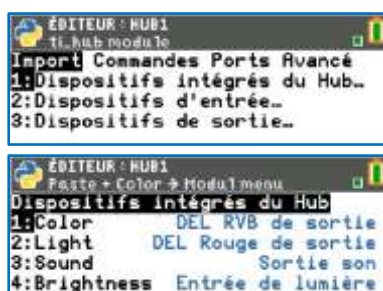 ÉDITEUR : HUB1
ti_hub module
Import Commandes Ports Avancé
1:Dispositifs intégrés du Hub…
2:Dispositifs d'entrée…
3:Dispositifs de sortie…
ÉDITEUR : HUB1
Paste + Color → Modul menu
Dispositifs intégrés du Hub
1:Color DEL RVB de sortie
2:Light DEL Rouge de sortie
3:Sound Sortie son
4:Brightness Entrée de lumière